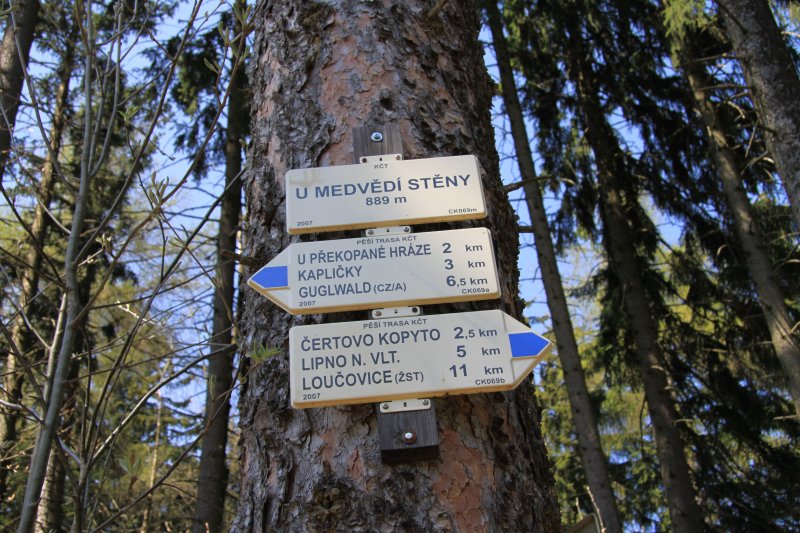 KČT
U MEDVĚDÍ STĚNY
889 m
2007 CK069m
PĚŠÍ TRASA KČT
U PŘEKOPANÉ HRÁZE 2 km
KAPLIČKY 3 km
GUGLWALD (CZ/A) 6,5 km
2007 CK069a
PĚŠÍ TRASA KČT
ČERTOVO KOPYTO 2,5 km
LIPNO N. VLT. 5 km
LOUČOVICE (ŽST) 11 km
2007 CK069b